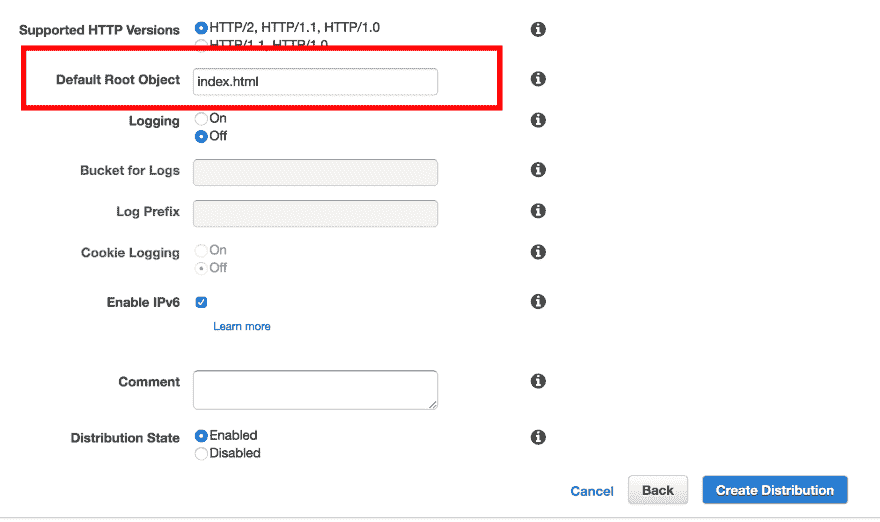 Supported HTTP Versions HTTP/2, HTTP/1.1, HTTP/1.0
HTTP/1.1, HTTP/1.0
Default Root Object index.html
Logging On
Off
Bucket for Logs
Log Prefix
Cookie Logging On
Off
Enable IPv6
Learn more
Comment
Distribution State Enabled
Disabled
Cancel Back Create Distribution